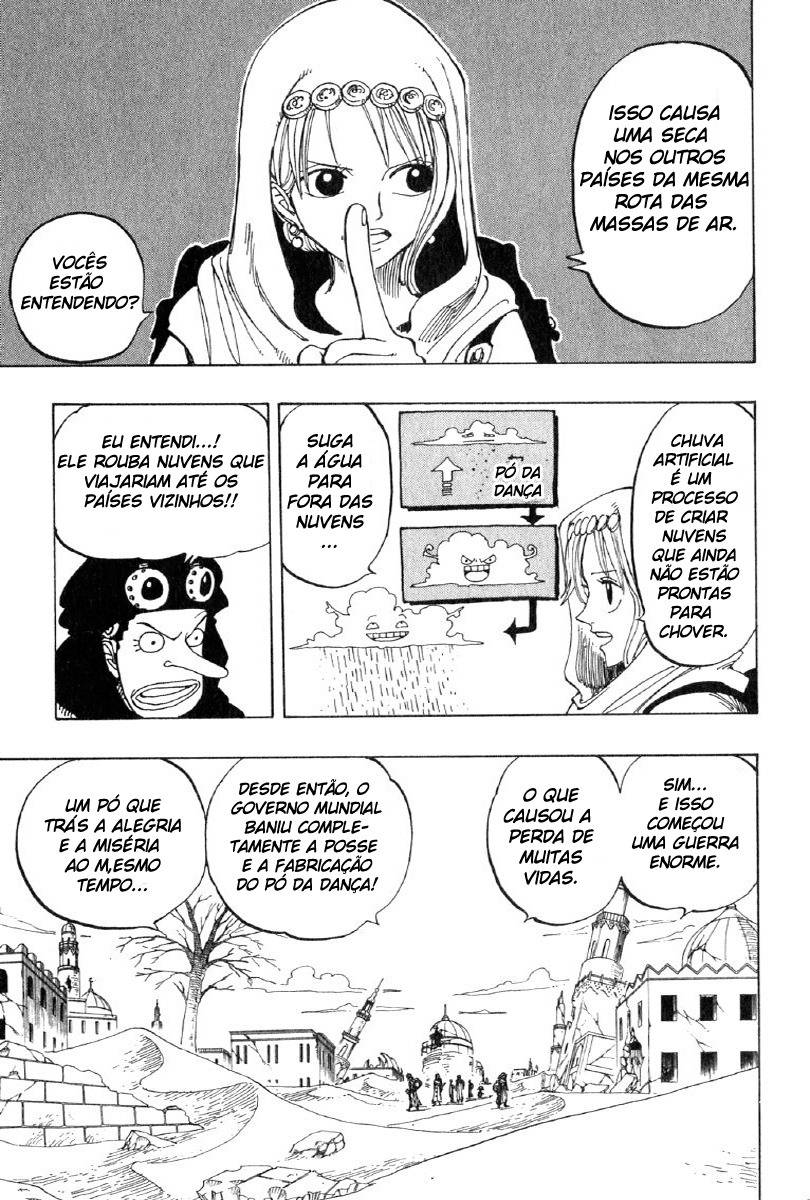 ISSO CAUSA
UMA SECA
NOS OUTROS
PAÍSES DA MESMA
ROTA DAS
MASSAS DE AR.
VOCÊS
ESTÃO
ENTENDENDO?
CHUVA
ARTIFICIAL
É UM
PROCESSO
DE CRIAR
NUVENS
QUE AINDA
NÃO ESTÃO
PRONTAS
PARA
CHOVER.
PÓ DA
DANÇA
SUGA
A ÁGUA
PARA
FORA DAS
NUVENS
...
EU ENTENDI...!
ELE ROUBA NUVENS QUE
VIAJARIAM ATÉ OS
PAÍSES VIZINHOS!!
SIM...
E ISSO
COMEÇOU
UMA GUERRA
ENORME.
O QUE
CAUSOU A
PERDA DE
MUITAS
VIDAS.
DESDE ENTÃO, O
GOVERNO MUNDIAL
BANIU COMPLE-
TAMENTE A POSSE
E A FABRICAÇÃO
DO PÓ DA DANÇA!
UM PÓ QUE
TRÁS A ALEGRIA
E A MISÉRIA
AO M,ESMO
TEMPO...